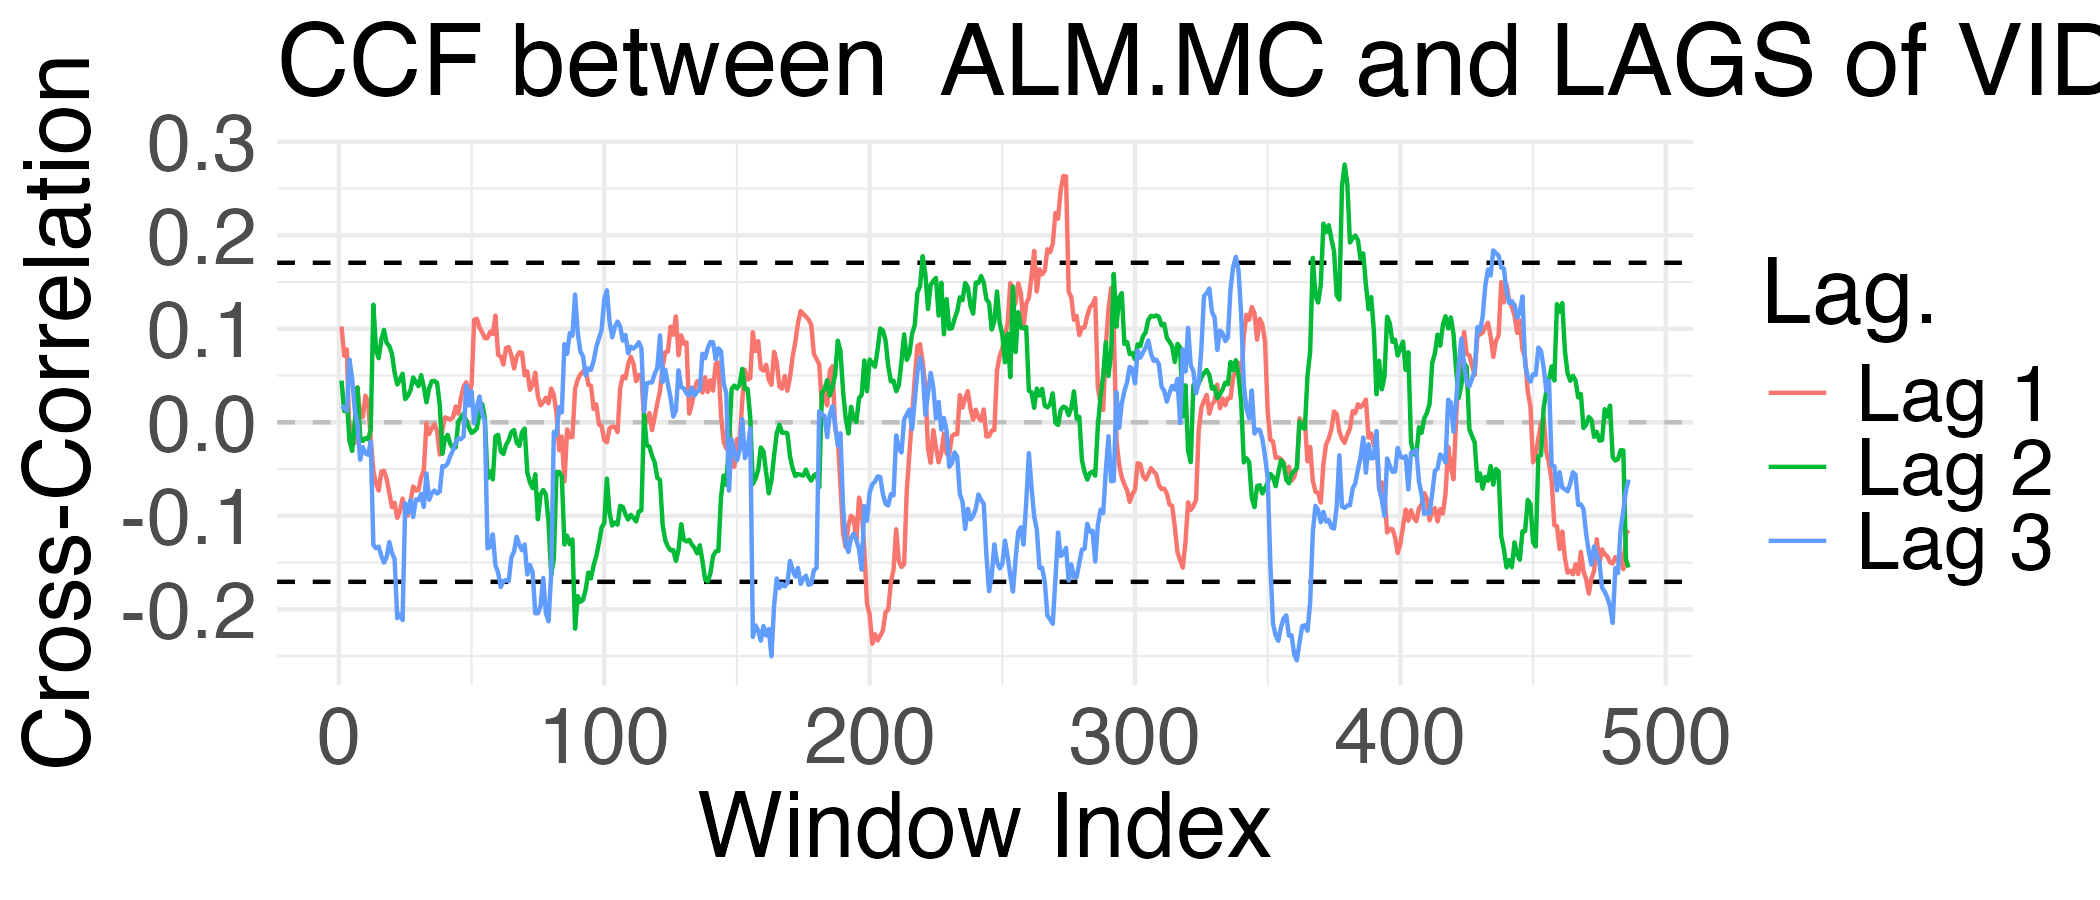 CCF between  ALM.MC and LAGS of VID
Cross-Correlation
0.3
0.2
0.1
0.0
-0.1
-0.2
0
100
200
300
400
500
Window Index
Lag.
Lag 1
Lag 2
Lag 3